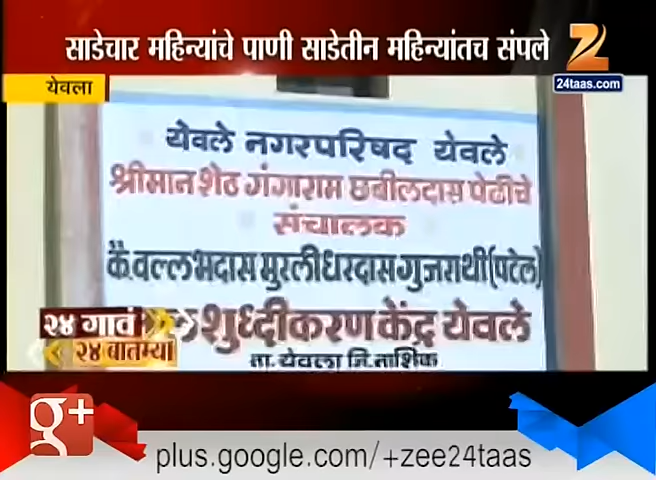 साडेचार महिन्यांचे पाणी साडेतीन महिन्यांतच संपले
24taas.com
येवला
येवले नगरपरिषद येवले
श्रीमान शेठ गंगाराम छबीलदास पेढीचे
संचालक
कै.वल्लभदास मुरलीधरदास गुजराथी(पटेल)
शुध्दीकरण केंद्र येवले
ता. येवला जि.नाशिक
२४ गावं
२४ बातम्या
g+
plus.google.com/+zee24taas